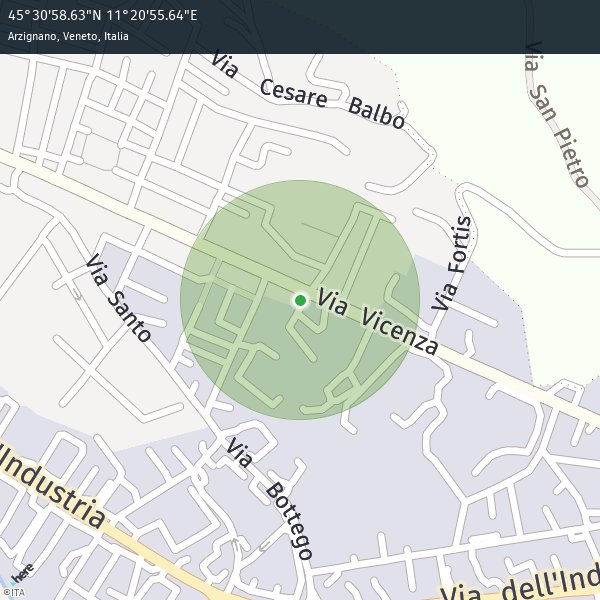 45°30'58.63"N 11°20'55.64"E
Arzignano, Veneto, Italia
Via Cesare Balbo
Via San Pietro
Via Fortis
Via Santo
Via Vicenza
Via Bottego
'Industria
Via dell'Ind
here
©ITA